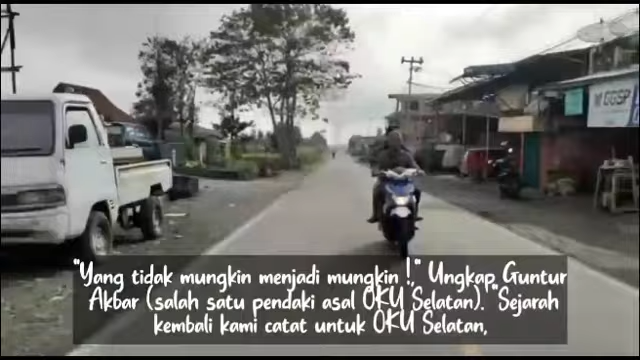 GGSP
"Yang tidak mungkin menjadi mungkin !," Ungkap Guntur
Akbar (salah satu pendaki asal OKU Selatan). "Sejarah
kembali kami catat untuk OKU Selatan,